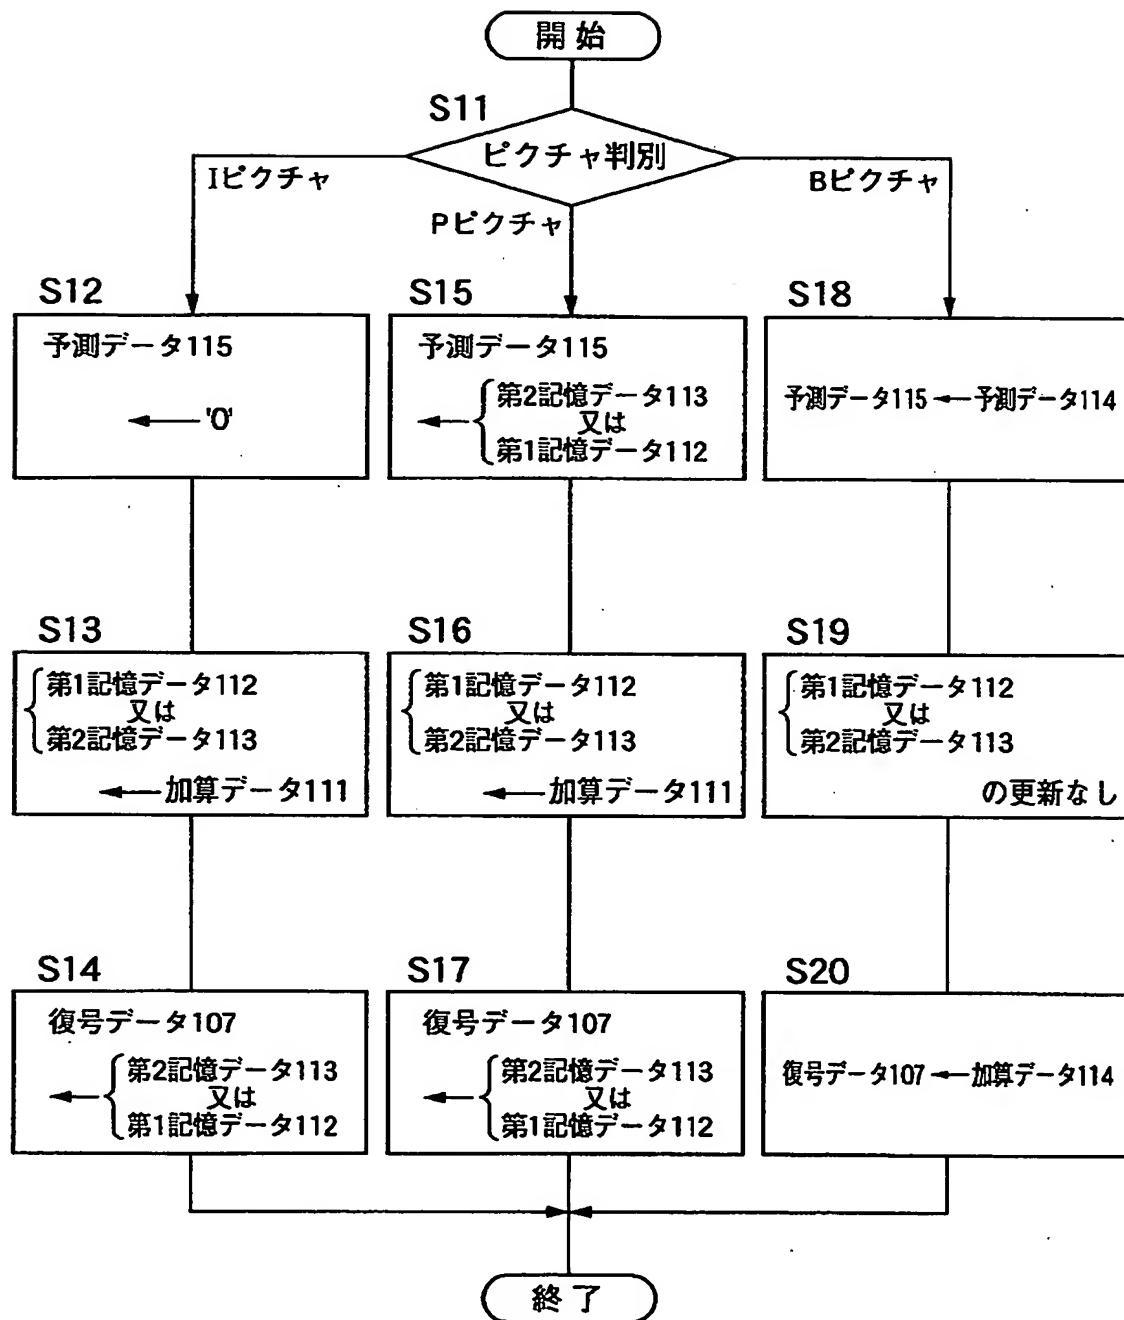 開始
S11
ピクチャ判別
Iピクチャ
Pピクチャ
Bピクチャ
S12
予測データ115
←'0'
S13
第1記憶データ112
又は
第2記憶データ113
←加算データ111
S14
復号データ107
←
第2記憶データ113
又は
第1記憶データ112
S15
予測データ115
←
第2記憶データ113
又は
第1記憶データ112
S16
第1記憶データ112
又は
第2記憶データ113
←加算データ111
S17
復号データ107
←
第2記憶データ113
又は
第1記憶データ112
S18
予測データ115←予測データ114
S19
第1記憶データ112
又は
第2記憶データ113
の更新なし
S20
復号データ107←加算データ114
終了